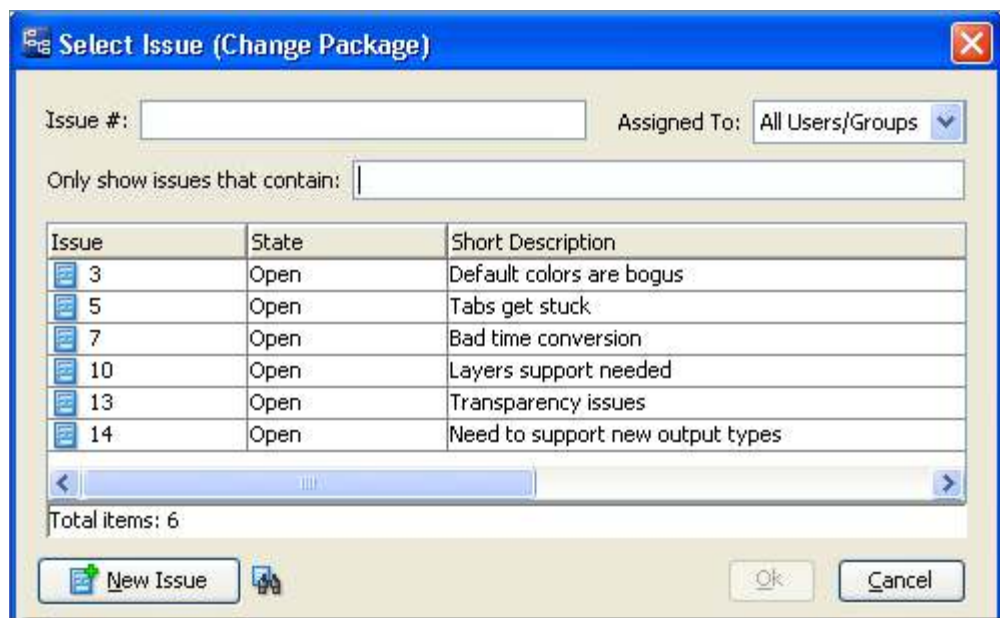 Select Issue (Change Package)
Issue #: Assigned To: All Users/Groups
Only show issues that contain:
Issue State Short Description
3 Open Default colors are bogus
5 Open Tabs get stuck
7 Open Bad time conversion
10 Open Layers support needed
13 Open Transparency issues
14 Open Need to support new output types
Total items: 6
New Issue Ok Cancel